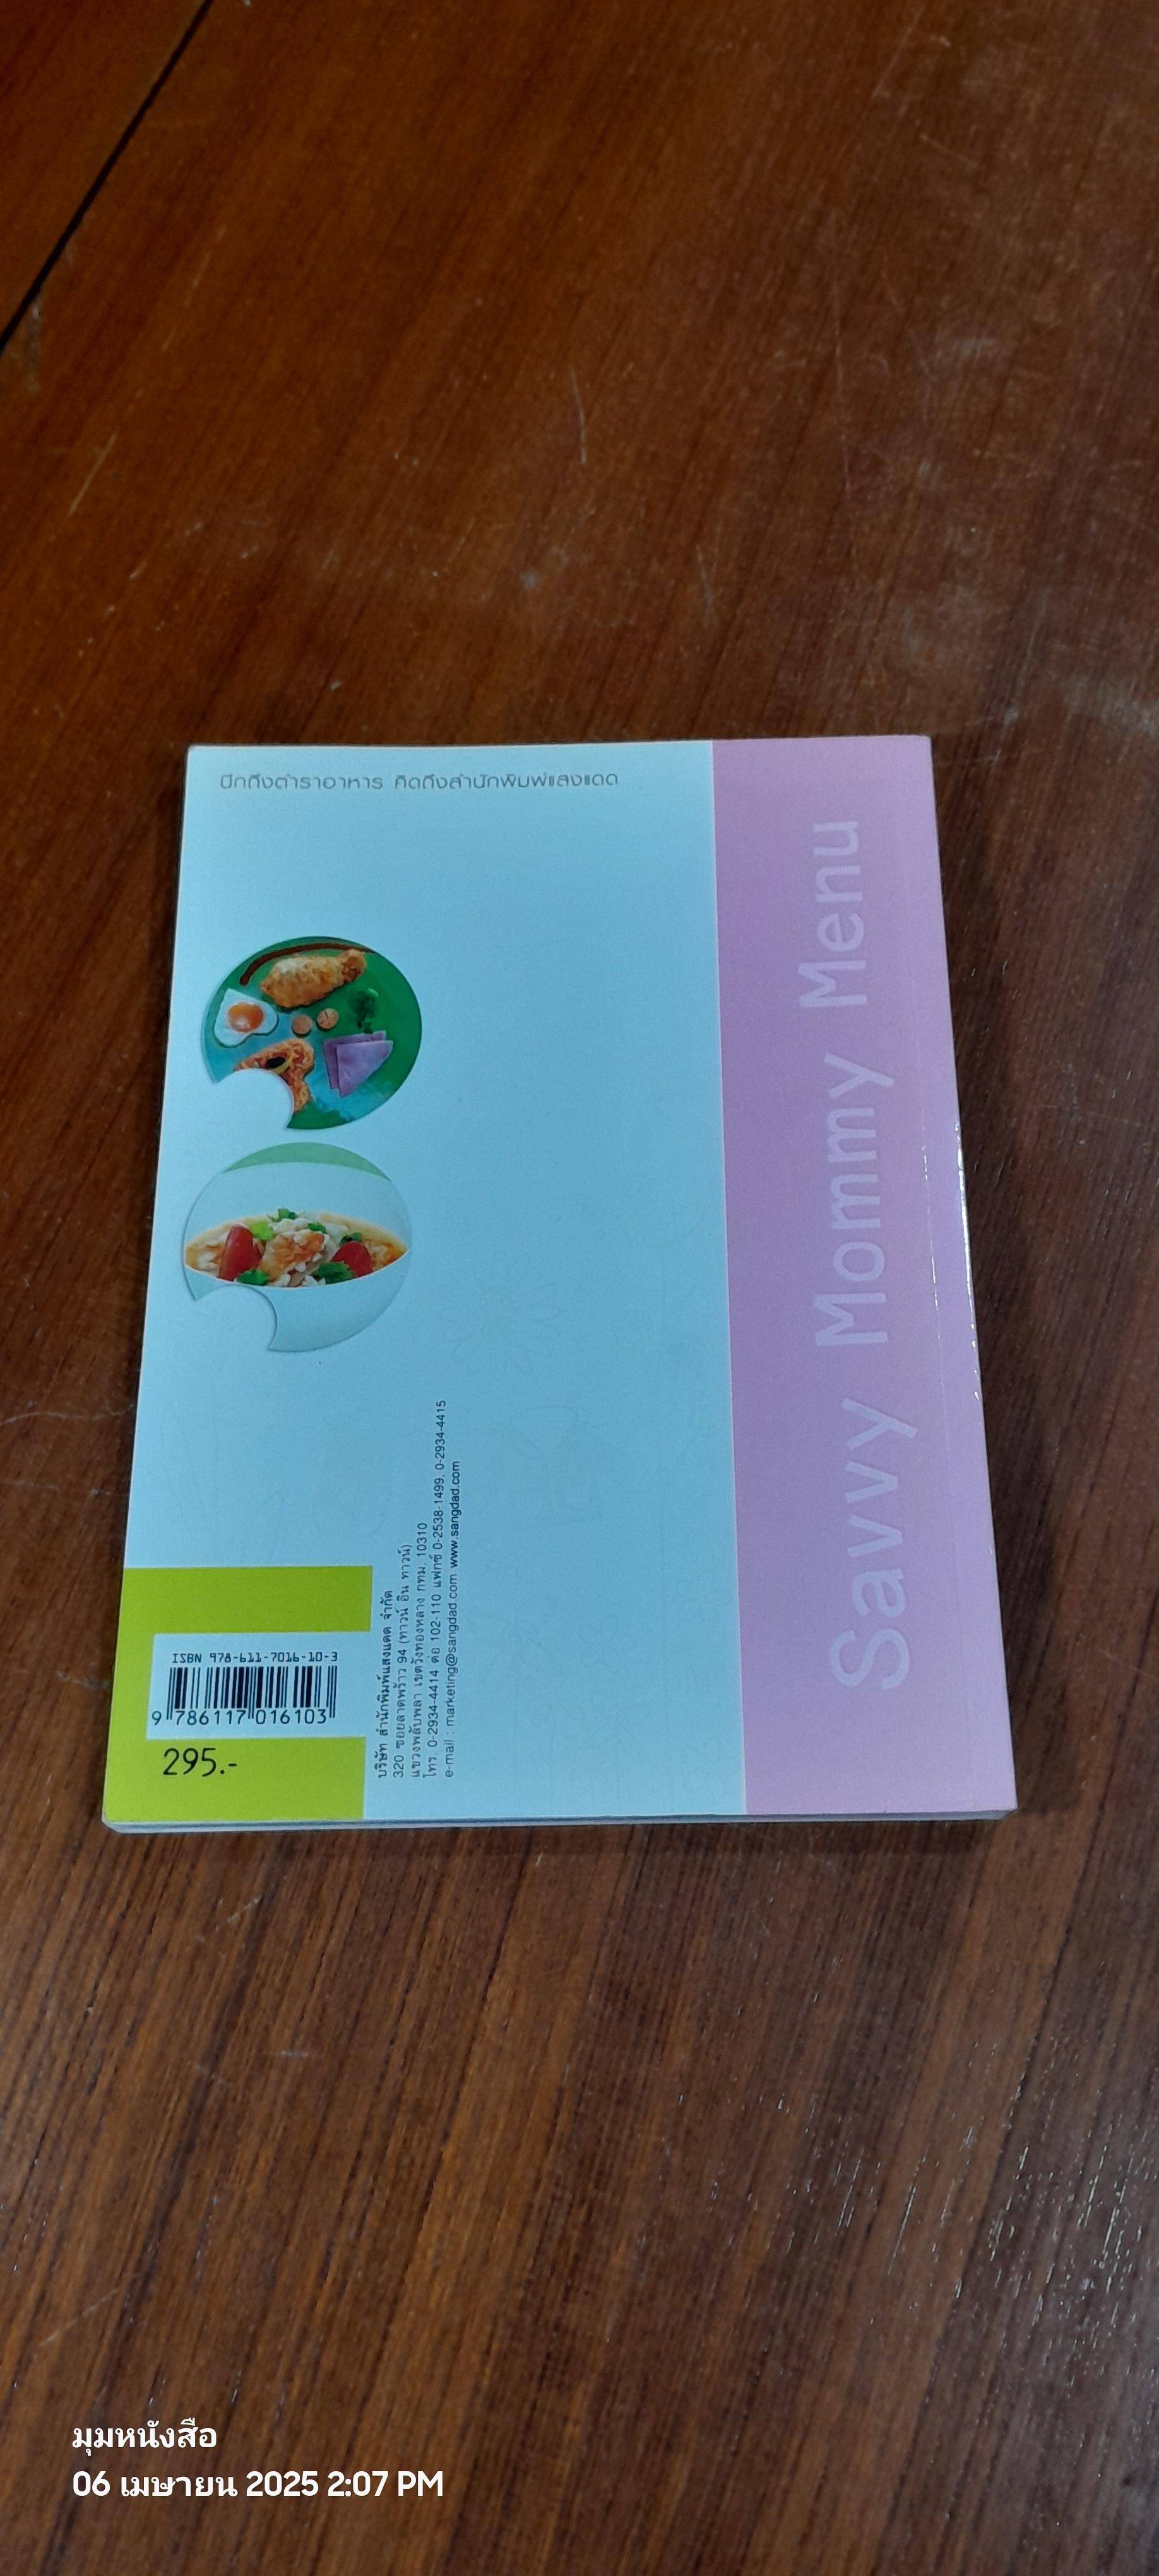 นึกถึงตำราอาหาร คิดถึงสำนักพิมพ์แสงแดด
Savvy Mommy Menu
บริษัท สำนักพิมพ์แสงแดด จำกัด
320 ซอยลาดพร้าว 94 (ทาวน์ อิน ทาวน์)
แขวงพลับพลา เขตวังทองหลาง กทม. 10310
โทร. 0-2934-4414 ต่อ 102-110 แฟกซ์ 0-2538-1499, 0-2934-4415
e-mail : marketing@sangdad.com www.sangdad.com
ISBN 978-611-7016-10-3
9 786117 016103
295.-
มุมหนังสือ
06 เมษายน 2025 2:07 PM